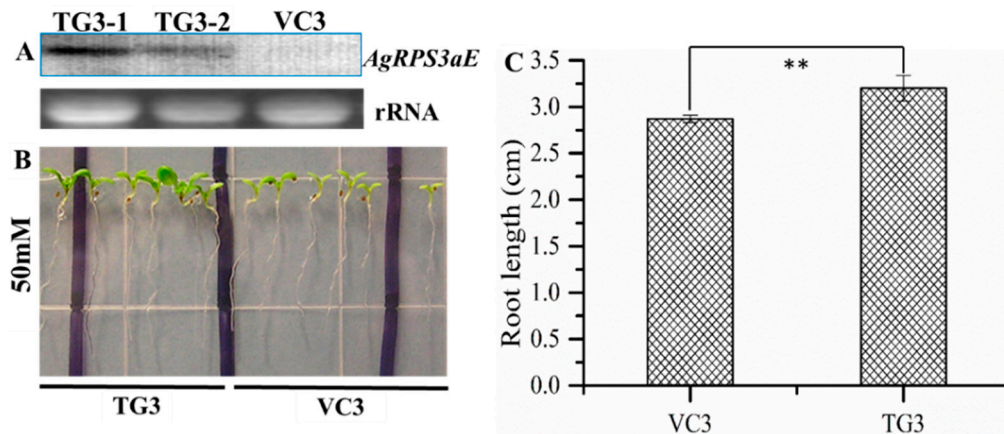 TG3-1 TG3-2 VC3
A AgRPS3aE
rRNA
B
50mM
TG3 VC3
C
**
Root length (cm)
3.5
3.0
2.5
2.0
1.5
1.0
0.5
0.0
VC3 TG3